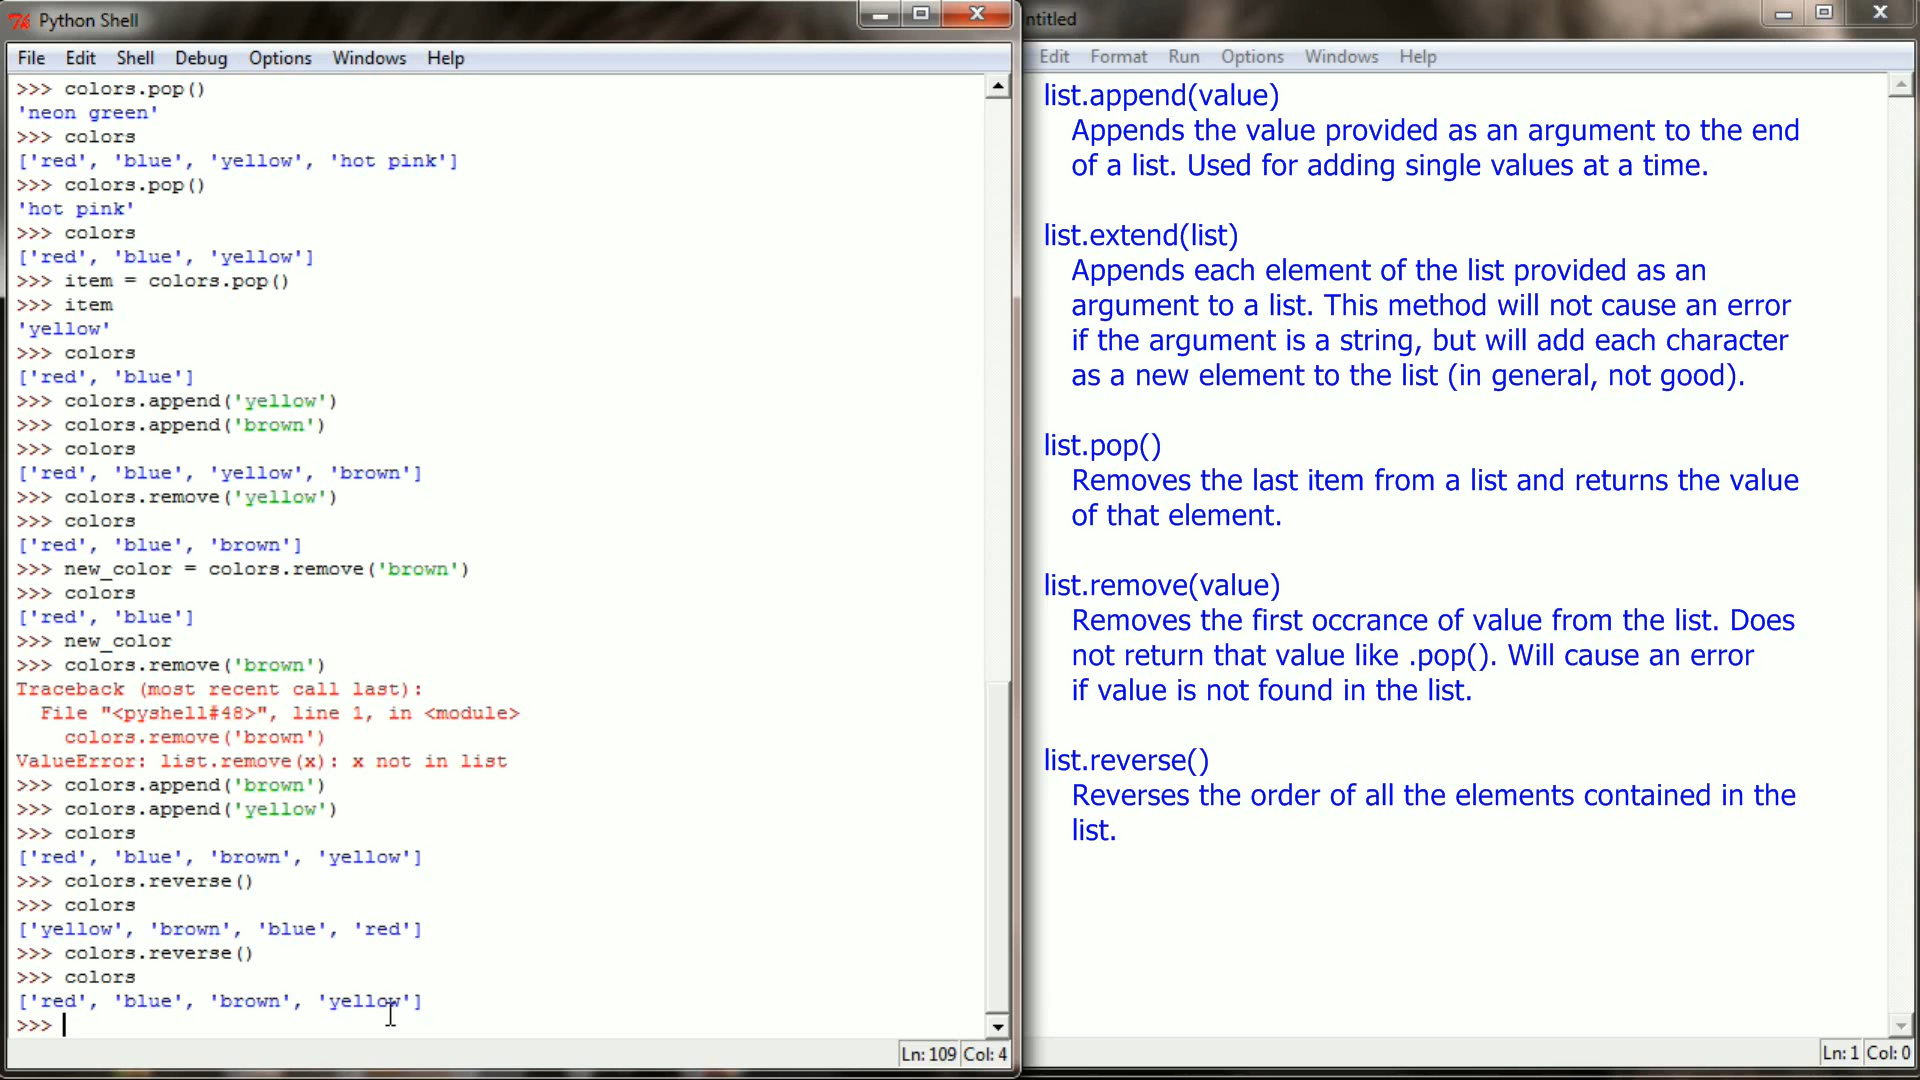 Python Shell
File Edit Shell Debug Options Windows Help
>>> colors.pop()
'neon green'
>>> colors
['red', 'blue', 'yellow', 'hot pink']
>>> colors.pop()
'hot pink'
>>> colors
['red', 'blue', 'yellow']
>>> item = colors.pop()
>>> item
'yellow'
>>> colors
['red', 'blue']
>>> colors.append('yellow')
>>> colors.append('brown')
>>> colors
['red', 'blue', 'yellow', 'brown']
>>> colors.remove('yellow')
>>> colors
['red', 'blue', 'brown']
>>> new_color = colors.remove('brown')
>>> colors
['red', 'blue']
>>> new_color
>>> colors.remove('brown')
Traceback (most recent call last):
File "<pyshell#48>", line 1, in <module>
colors.remove('brown')
ValueError: list.remove(x): x not in list
>>> colors.append('brown')
>>> colors.append('yellow')
>>> colors
['red', 'blue', 'brown', 'yellow']
>>> colors.reverse()
>>> colors
['yellow', 'brown', 'blue', 'red']
>>> colors.reverse()
>>> colors
['red', 'blue', 'brown', 'yellow']
>>>
Ln: 109 Col: 4
ntitled
Edit Format Run Options Windows Help
list.append(value)
Appends the value provided as an argument to the end
of a list. Used for adding single values at a time.
list.extend(list)
Appends each element of the list provided as an
argument to a list. This method will not cause an error
if the argument is a string, but will add each character
as a new element to the list (in general, not good).
list.pop()
Removes the last item from a list and returns the value
of that element.
list.remove(value)
Removes the first occrance of value from the list. Does
not return that value like .pop(). Will cause an error
if value is not found in the list.
list.reverse()
Reverses the order of all the elements contained in the
list.
Ln: 1 Col: 0